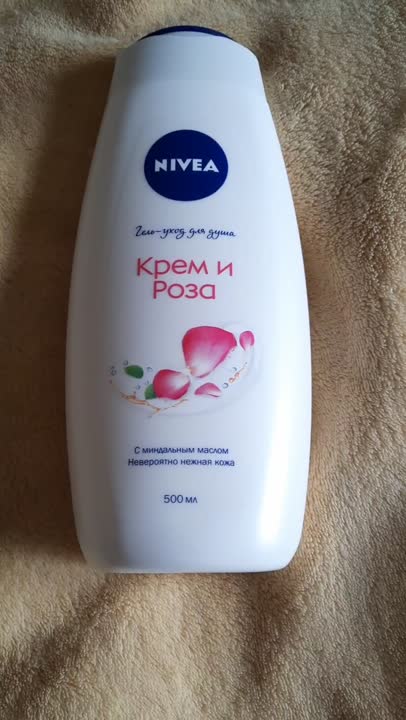 NIVEA
Гель-уход для душа
Крем и
Роза
С миндальным маслом
Невероятно нежная кожа
500 мл